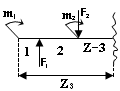 m₁ m₂ F₂
1 F₁ 2 Z-3
Z₃